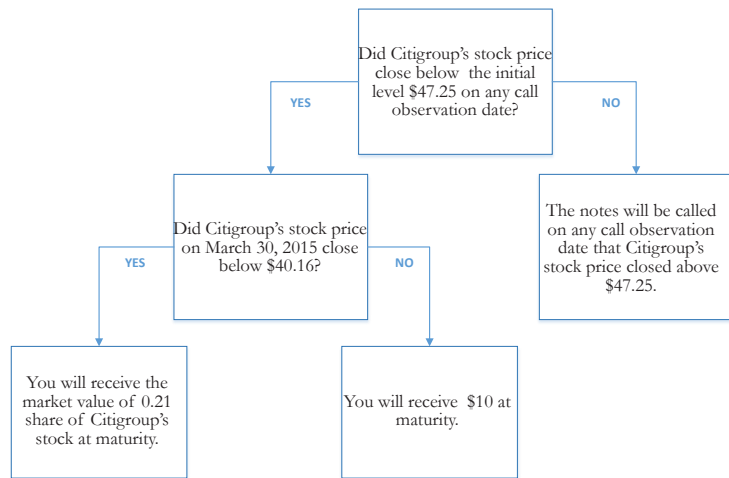 Did Citigroup's stock price
close below the initial
level $47.25 on any call
observation date?
YES
NO
Did Citigroup's stock price
on March 30, 2015 close
below $40.16?
The notes will be called
on any call observation
date that Citigroup's
stock price closed above
$47.25.
YES
NO
You will receive the
market value of 0.21
share of Citigroup's
stock at maturity.
You will receive $10 at
maturity.